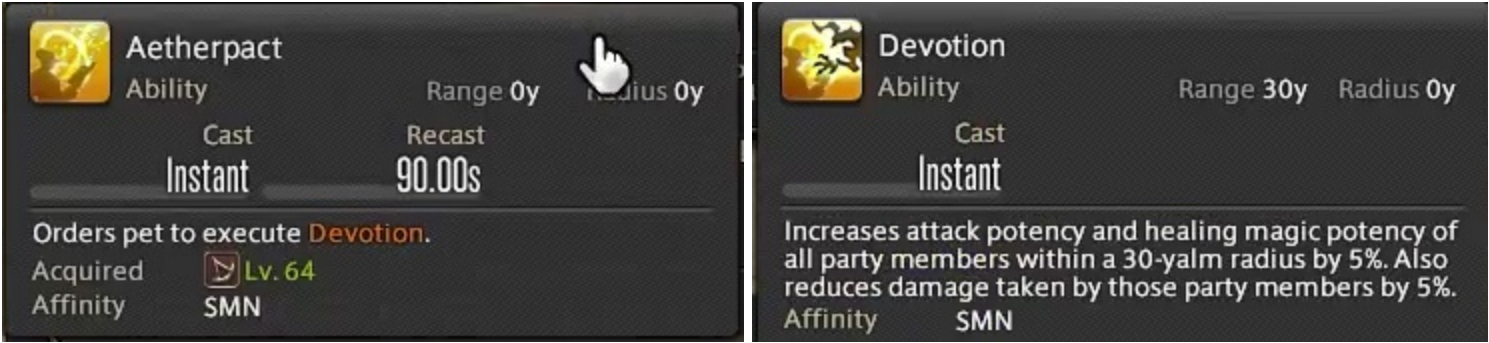 Aetherpact
Ability
Range 0y Radius 0y
Cast Recast
Instant 90.00s
Orders pet to execute Devotion.
Acquired Lv. 64
Affinity SMN
Devotion
Ability
Range 30y Radius 0y
Cast
Instant
Increases attack potency and healing magic potency of
all party members within a 30-yalm radius by 5%. Also
reduces damage taken by those party members by 5%.
Affinity SMN